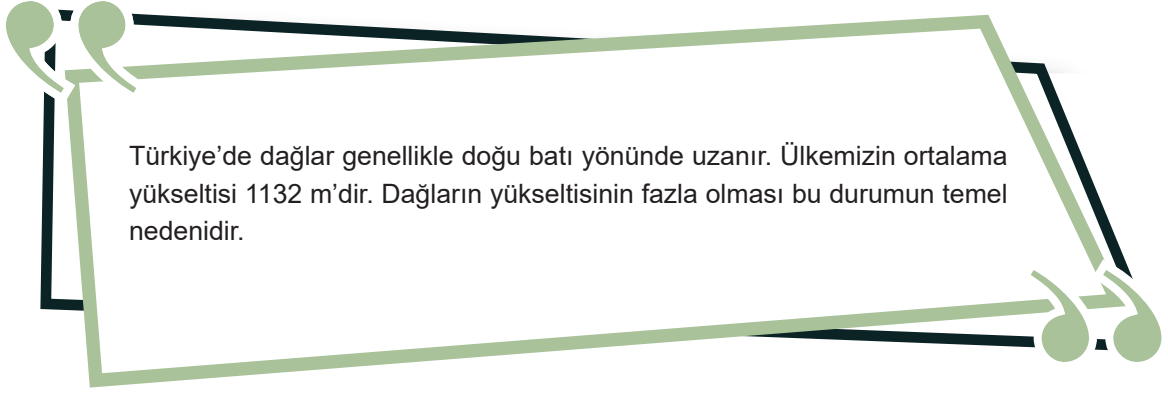 Türkiye’de dağlar genellikle doğu batı yönünde uzanır. Ülkemizin ortalama
yükseltisi 1132 m’dir. Dağların yükseltisinin fazla olması bu durumun temel
nedenidir.